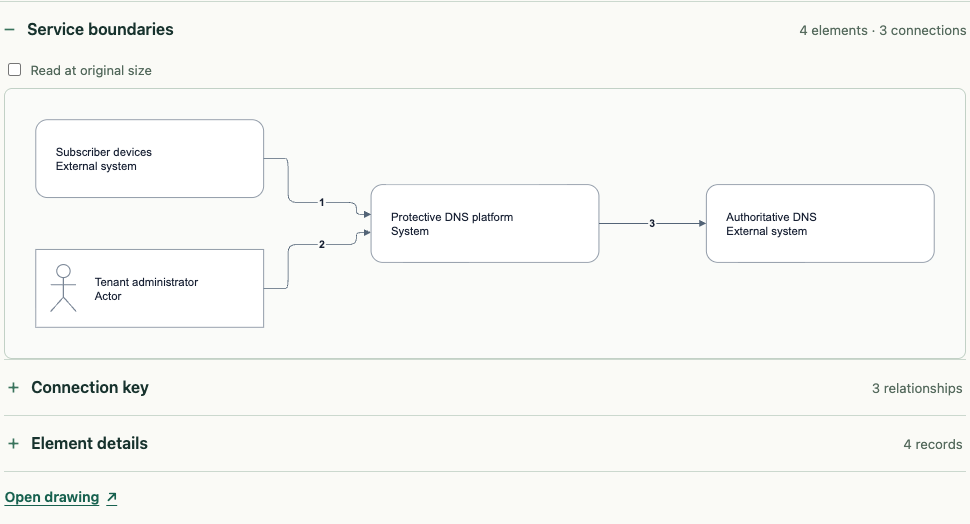 Service boundaries
4 elements · 3 connections
Read at original size
Subscriber devices
External system
1
Protective DNS platform
System
3
Authoritative DNS
External system
2
Tenant administrator
Actor
Connection key
3 relationships
Element details
4 records
Open drawing ↗